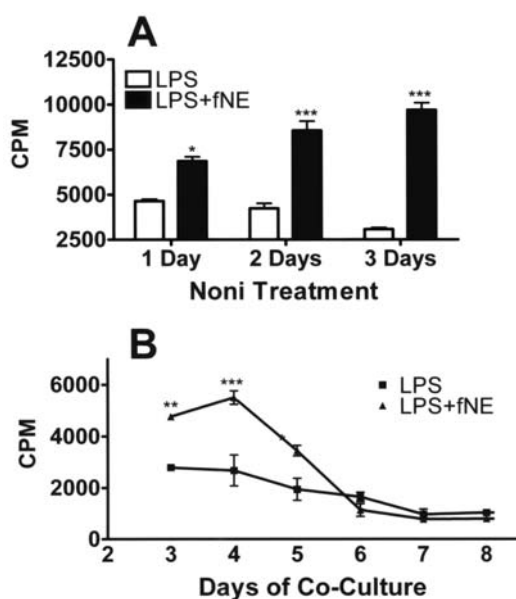 A
12500
LPS
LPS+fNE
10000
***
***
CPM
7500
*
5000
2500
1 Day 2 Days 3 Days
Noni Treatment
B
6000
***
LPS
**
LPS+fNE
CPM
4000
*
2000
0
2 3 4 5 6 7 8
Days of Co-Culture